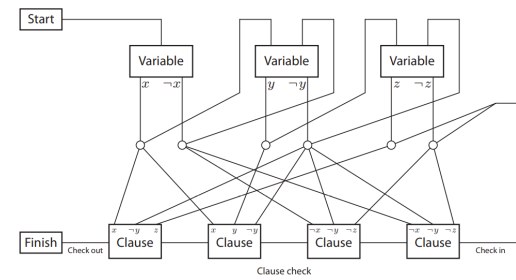 Start
Variable Variable Variable
x ¬x y ¬y z ¬z
x ¬y z x y ¬y ¬x ¬y ¬z ¬x ¬y ¬z
Finish Check out Clause Clause Clause Clause Check in
Clause check